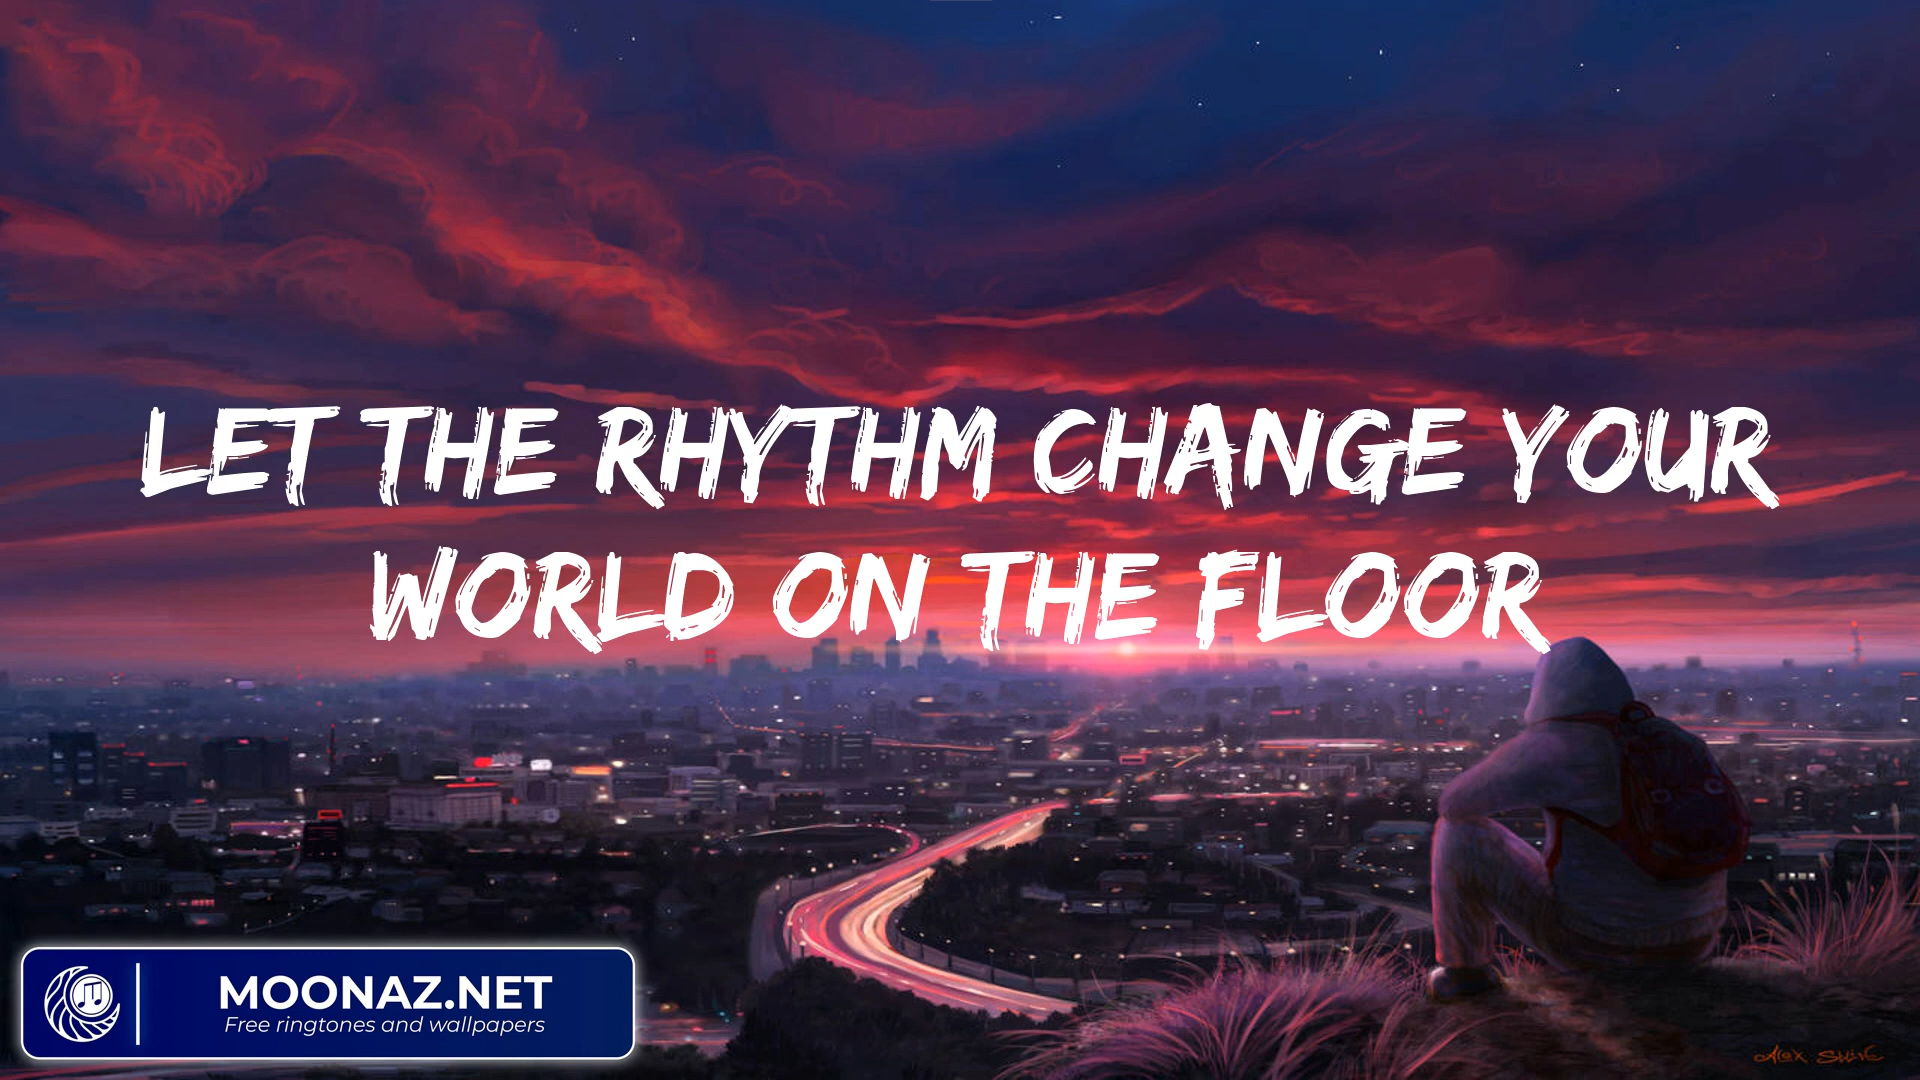 LET THE RHYTHM CHANGE YOUR
WORLD ON THE FLOOR
MOONAZ.NET
Free ringtones and wallpapers